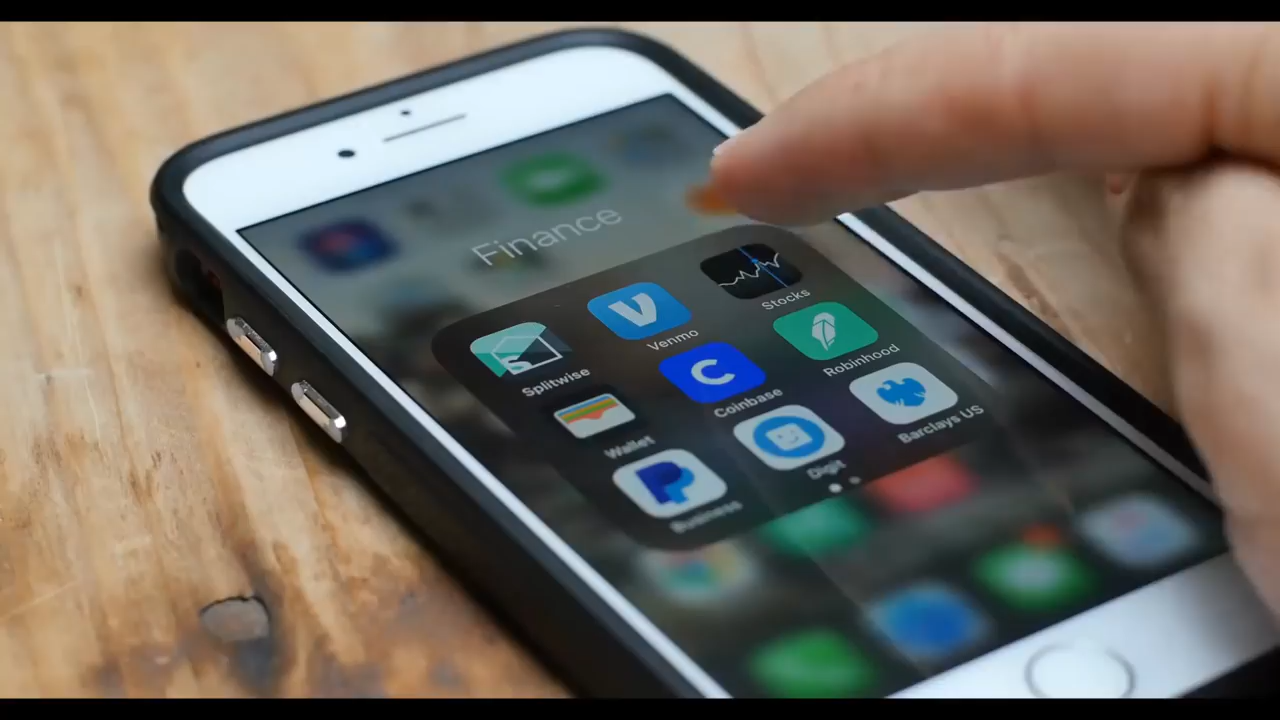 Finance
Splitwise
Venmo
Stocks
Wallet
Coinbase
Robinhood
Business
Digit
Barclays US